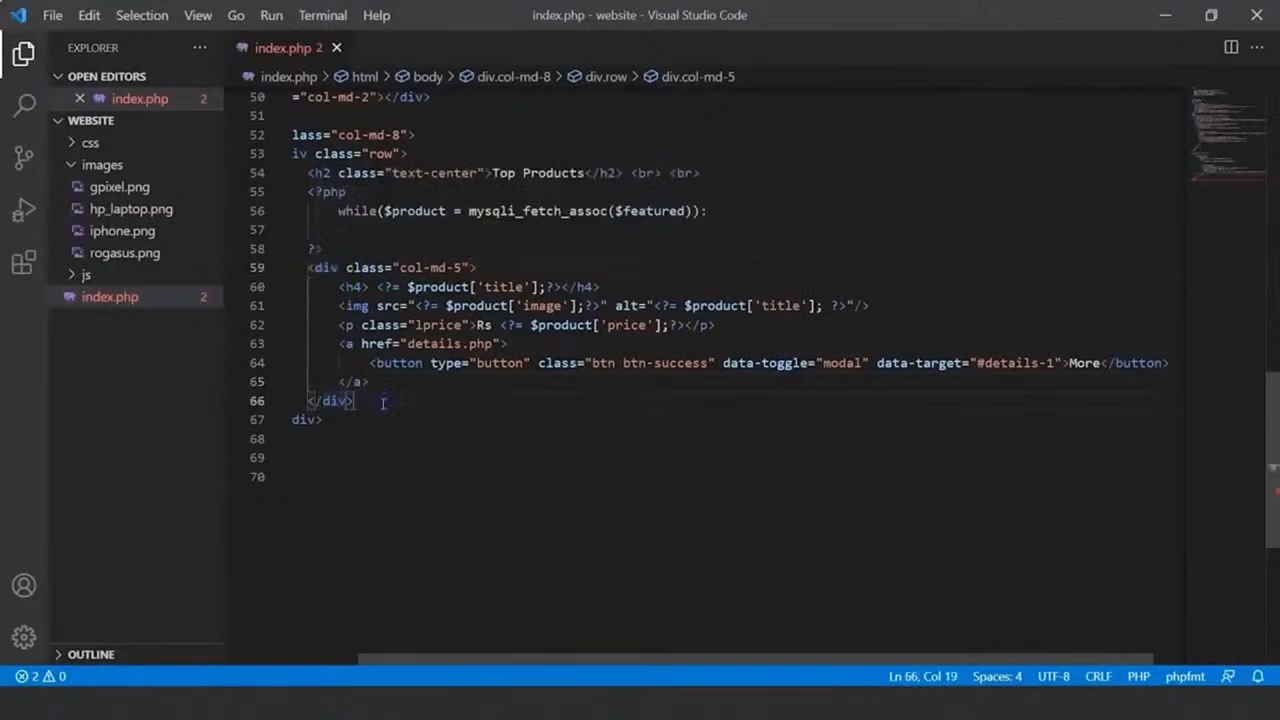 File Edit Selection View Go Run Terminal Help
index.php - website - Visual Studio Code
EXPLORER ···
index.php 2
OPEN EDITORS
index.php 2
WEBSITE
css
images
gpixel.png
hp_laptop.png
iphone.png
rogasus.png
js
index.php 2
OUTLINE
index.php > html > body > div.col-md-8 > div.row > div.col-md-5
50 ="col-md-2"></div>
51
52 lass="col-md-8">
53 iv class="row">
54 <h2 class="text-center">Top Products</h2> <br> <br>
55 <?php
56 while($product = mysqli_fetch_assoc($featured)):
57
58 ?>
59 <div class="col-md-5">
60 <h4> <?= $product['title'];?></h4>
61 <img src="<?= $product['image'];?>" alt="<?= $product['title']; ?>"/>
62 <p class="lprice">Rs <?= $product['price'];?></p>
63 <a href="details.php">
64 <button type="button" class="btn btn-success" data-toggle="modal" data-target="#details-1">More</button>
65 </a>
66 </div>
67 div>
68
69
70
2 0
Ln 66, Col 19 Spaces: 4 UTF-8 CRLF PHP phpfmt